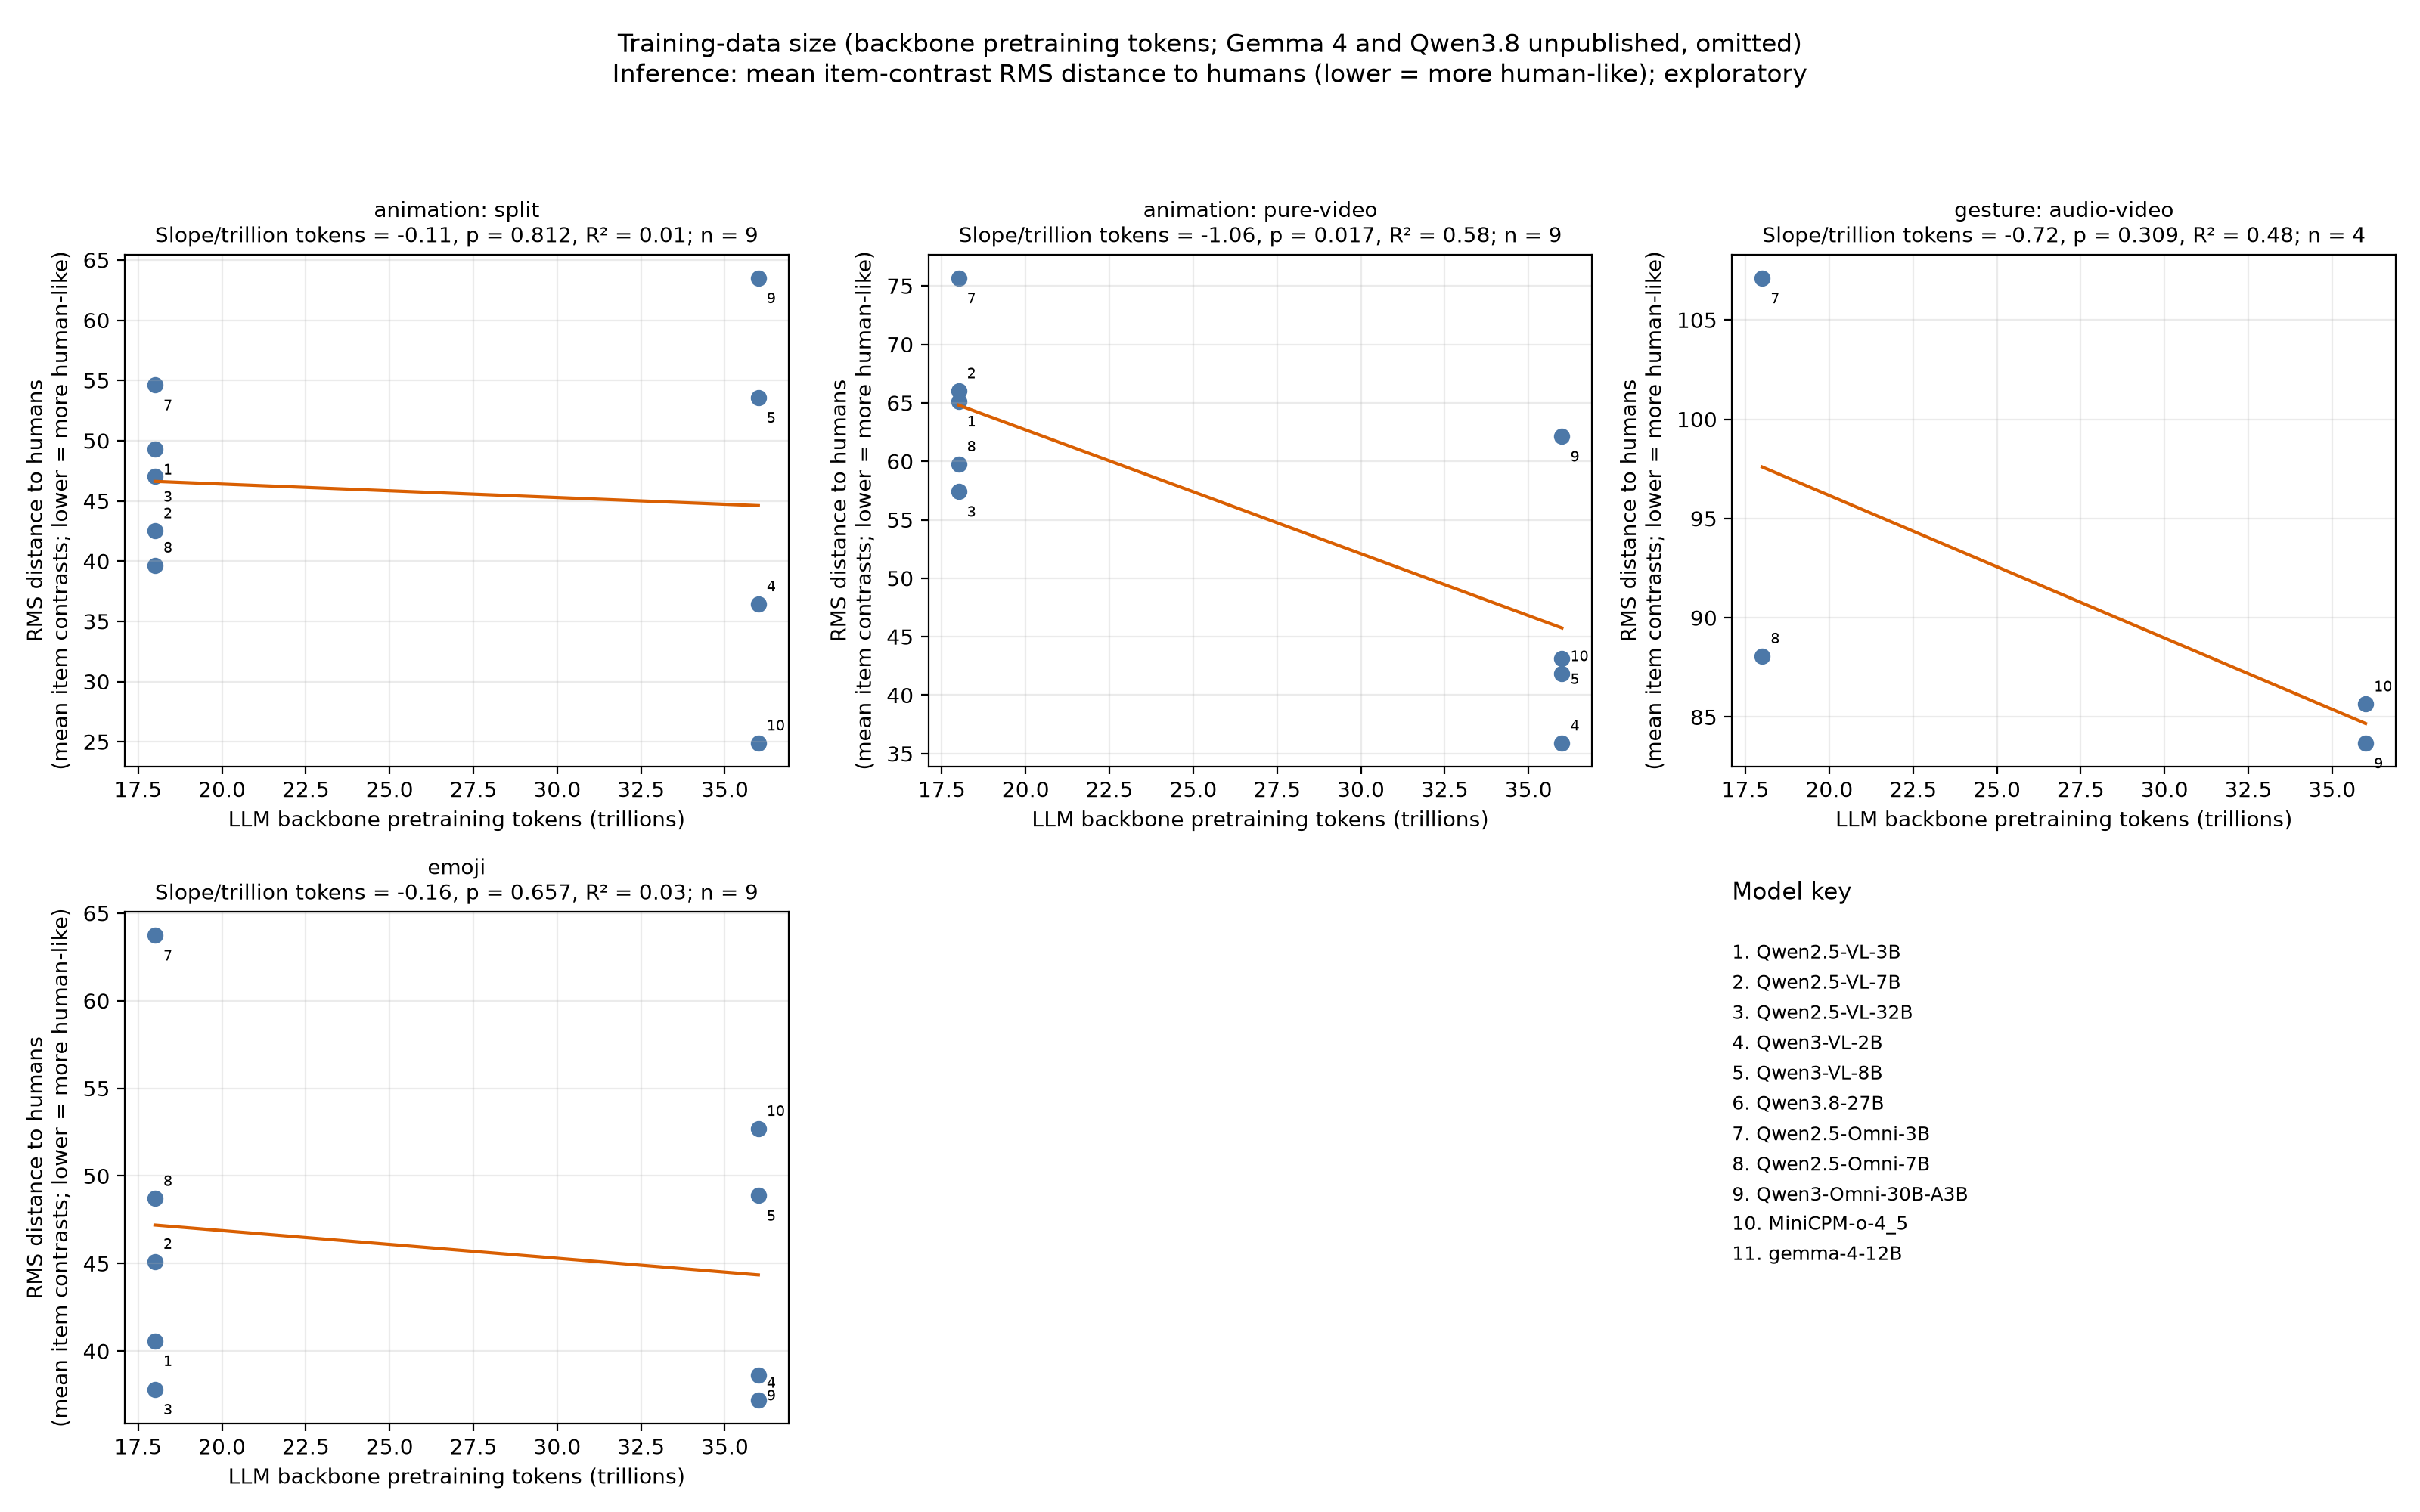 Training-data size (backbone pretraining tokens; Gemma 4 and Qwen3.8 unpublished, omitted)
Inference: mean item-contrast RMS distance to humans (lower = more human-like); exploratory
animation: split
Slope/trillion tokens = -0.11, p = 0.812, R² = 0.01; n = 9
RMS distance to humans
(mean item contrasts; lower = more human-like)
65
60
55
50
45
40
35
30
25
9
7
5
1
3
2
8
4
10
17.5 20.0 22.5 25.0 27.5 30.0 32.5 35.0
LLM backbone pretraining tokens (trillions)
animation: pure-video
Slope/trillion tokens = -1.06, p = 0.017, R² = 0.58; n = 9
RMS distance to humans
(mean item contrasts; lower = more human-like)
75
70
65
60
55
50
45
40
35
7
2
1
8
9
3
10
5
4
17.5 20.0 22.5 25.0 27.5 30.0 32.5 35.0
LLM backbone pretraining tokens (trillions)
gesture: audio-video
Slope/trillion tokens = -0.72, p = 0.309, R² = 0.48; n = 4
RMS distance to humans
(mean item contrasts; lower = more human-like)
105
100
95
90
85
7
8
10
9
17.5 20.0 22.5 25.0 27.5 30.0 32.5 35.0
LLM backbone pretraining tokens (trillions)
emoji
Slope/trillion tokens = -0.16, p = 0.657, R² = 0.03; n = 9
RMS distance to humans
(mean item contrasts; lower = more human-like)
65
60
55
50
45
40
7
10
8
5
2
1
4
9
3
17.5 20.0 22.5 25.0 27.5 30.0 32.5 35.0
LLM backbone pretraining tokens (trillions)
Model key
1. Qwen2.5-VL-3B
2. Qwen2.5-VL-7B
3. Qwen2.5-VL-32B
4. Qwen3-VL-2B
5. Qwen3-VL-8B
6. Qwen3.8-27B
7. Qwen2.5-Omni-3B
8. Qwen2.5-Omni-7B
9. Qwen3-Omni-30B-A3B
10. MiniCPM-o-4_5
11. gemma-4-12B